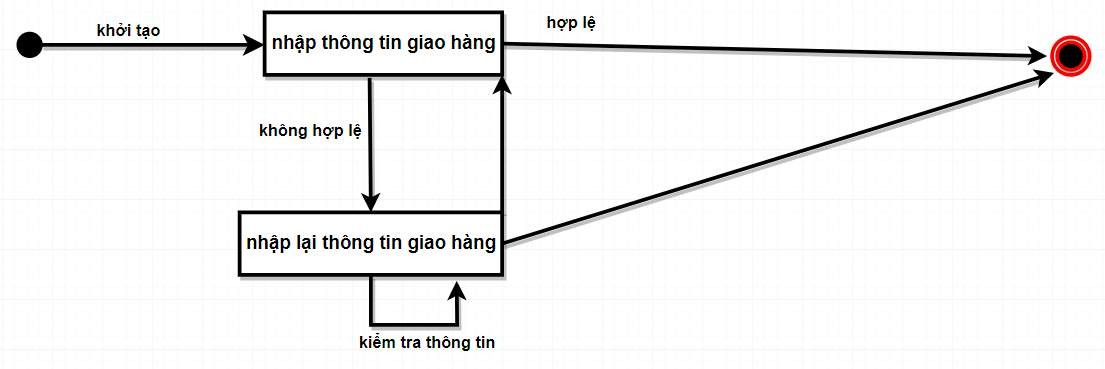 khởi tạo
nhập thông tin giao hàng
hợp lệ
không hợp lệ
nhập lại thông tin giao hàng
kiểm tra thông tin